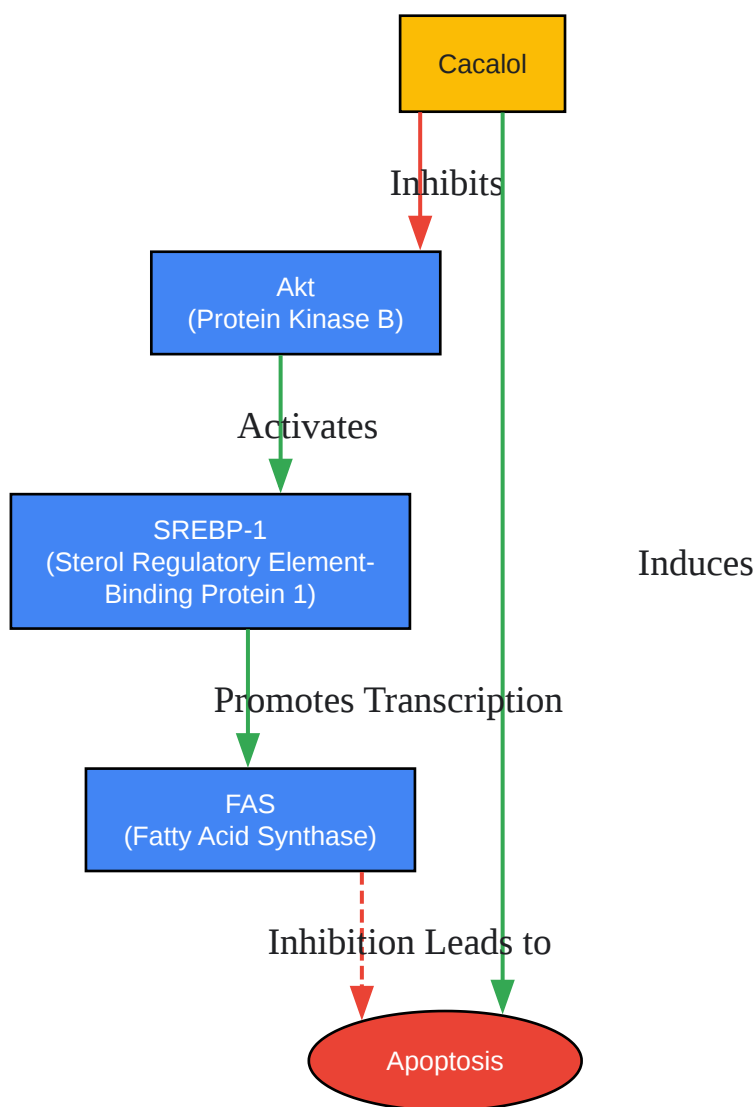 Cacalol
Inhibits
Akt
(Protein Kinase B)
Activates
SREBP-1
(Sterol Regulatory Element-
Binding Protein 1)
Induces
Promotes Transcription
FAS
(Fatty Acid Synthase)
Inhibition Leads to
Apoptosis